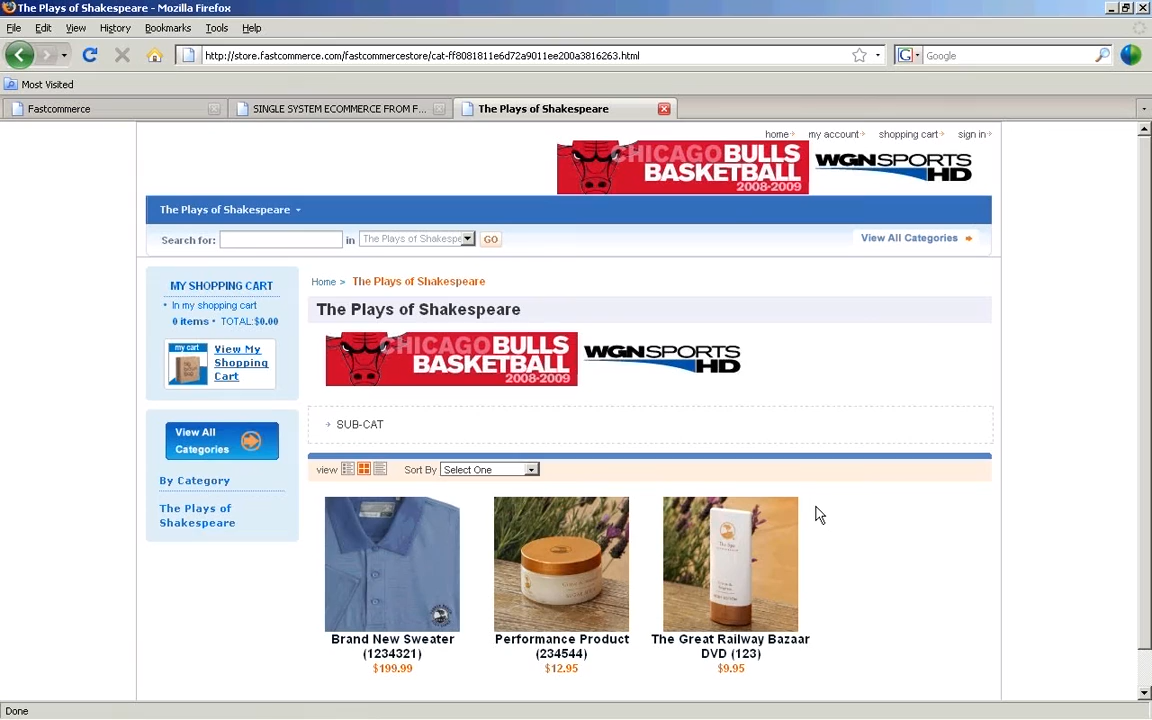 The Plays of Shakespeare - Mozilla Firefox
File Edit View History Bookmarks Tools Help
http://store.fastcommerce.com/fastcommercestore/cat-ff8081811e6d72a9011ee200a3816263.html
G Google
Most Visited
Fastcommerce
SINGLE SYSTEM ECOMMERCE FROM F...
The Plays of Shakespeare
home my account shopping cart sign in
CHICAGO BULLS
BASKETBALL
2008-2009
WGN SPORTS
HD
The Plays of Shakespeare
Search for: in The Plays of Shakespe GO
View All Categories
MY SHOPPING CART
In my shopping cart
0 items • TOTAL:$0.00
my cart
View My
Shopping
Cart
View All
Categories
By Category
The Plays of
Shakespeare
Home > The Plays of Shakespeare
The Plays of Shakespeare
CHICAGO BULLS
BASKETBALL
2008-2009
WGN SPORTS
HD
SUB-CAT
view Sort By Select One
Brand New Sweater
(1234321)
$199.99
Performance Product
(234544)
$12.95
The Great Railway Bazaar
DVD (123)
$9.95
Done